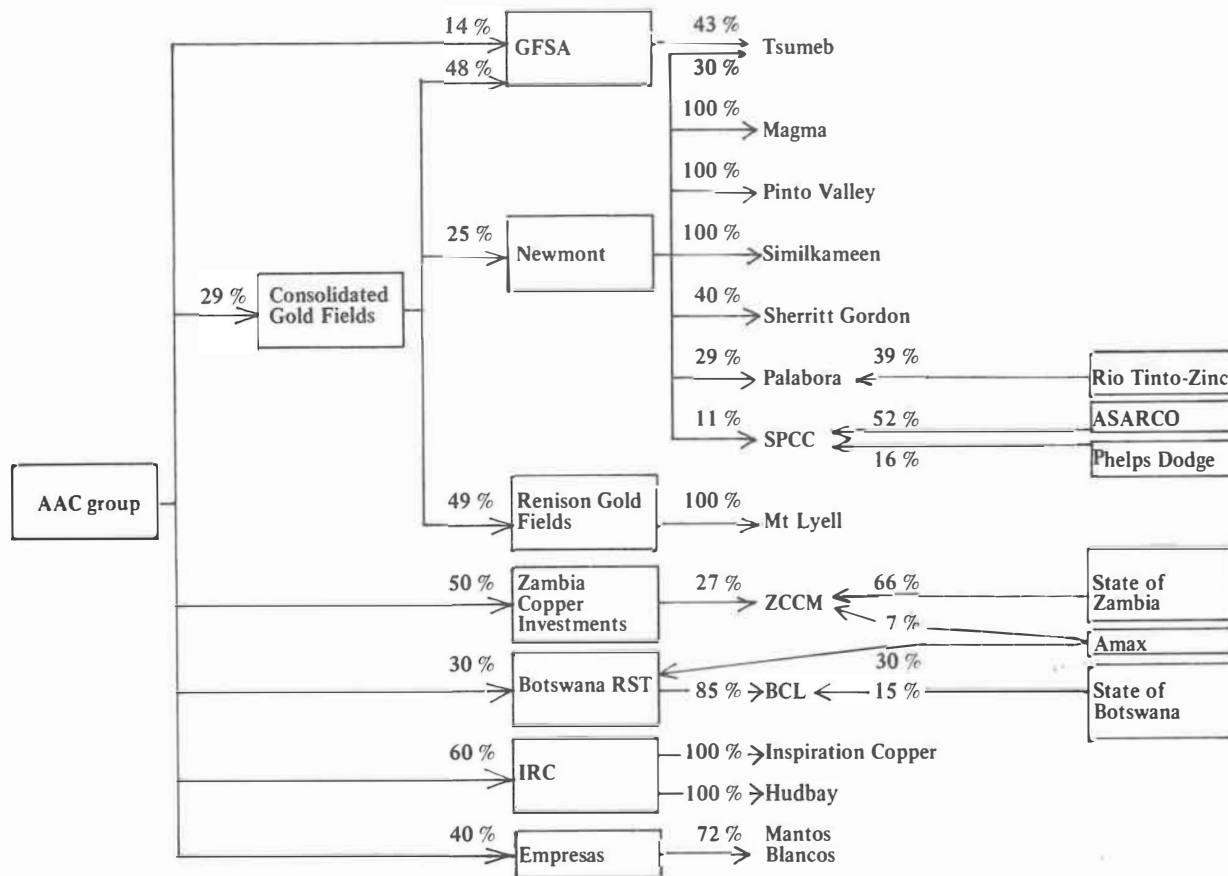 14 %
GFSA
43 %
Tsumeb
48 %
30 %
100 %
Magma
100 %
Pinto Valley
25 %
Newmont
100 %
Similkameen
29 %
Consolidated
Gold Fields
40 %
Sherritt Gordon
29 %
Palabora
39 %
Rio Tinto-Zinc
11 %
SPCC
52 %
ASARCO
16 %
Phelps Dodge
AAC group
49 %
Renison Gold
Fields
100 %
Mt Lyell
50 %
Zambia
Copper
Investments
27 %
ZCCM
66 %
State of
Zambia
7 %
Amax
30 %
30 %
Botswana RST
85 %
BCL
15 %
State of
Botswana
60 %
IRC
100 %
Inspiration Copper
100 %
Hudbay
40 %
Empresas
72 %
Mantos
Blancos